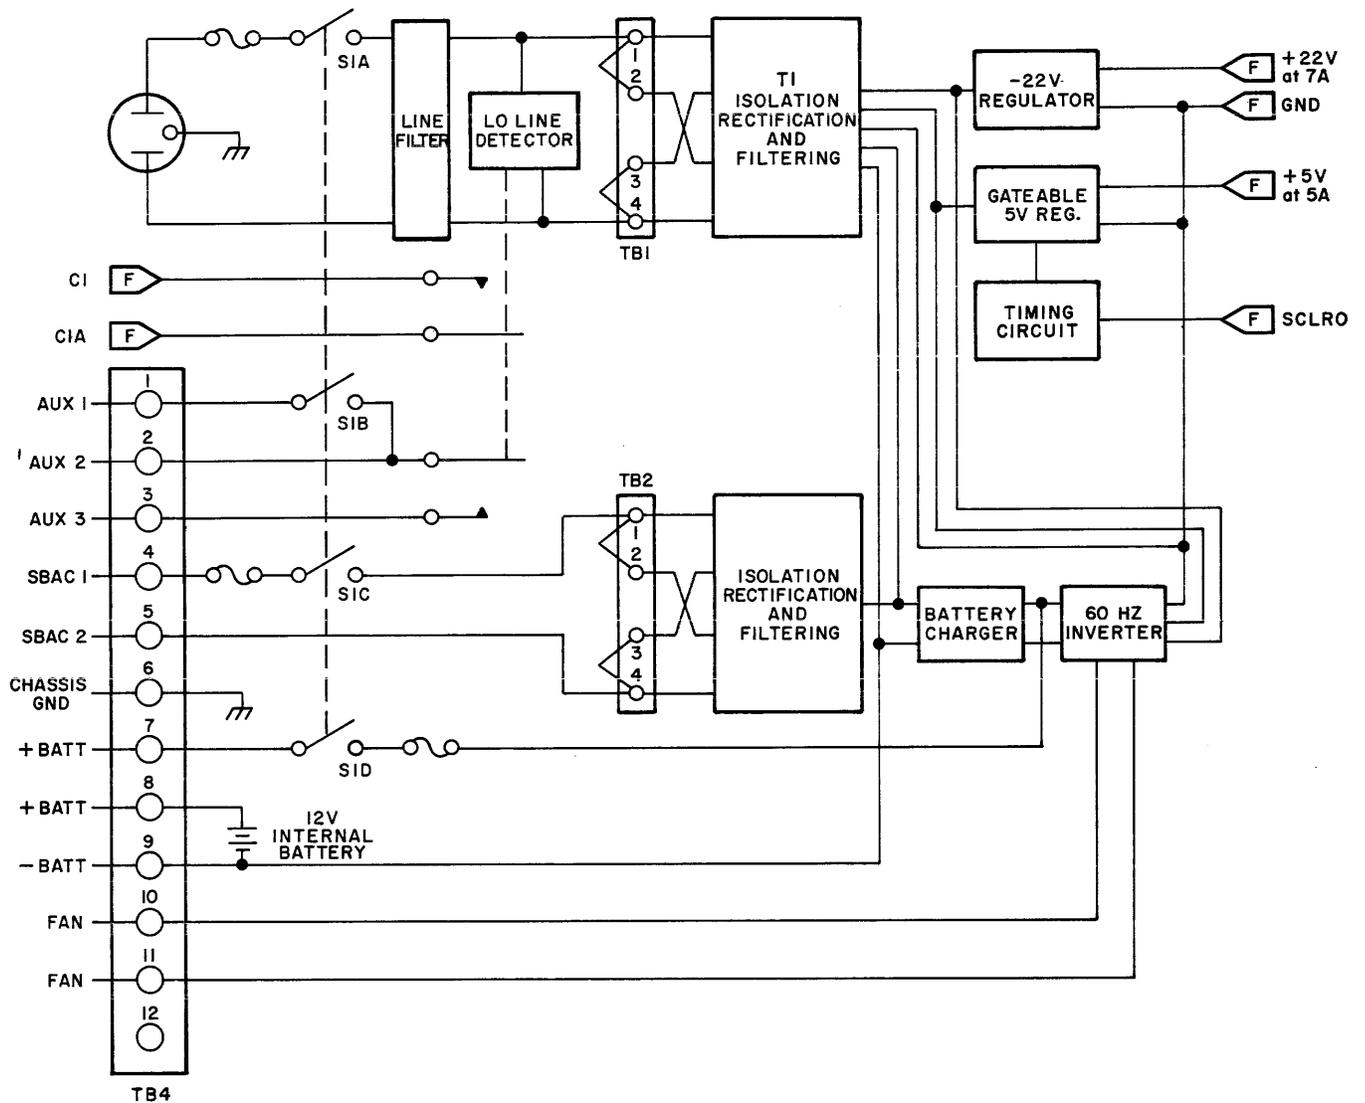 S1A
LINE
FILTER
LO LINE
DETECTOR
1
2
3
4
TB1
T1
ISOLATION
RECTIFICATION
AND
FILTERING
-22V
REGULATOR
F
+22V
at 7A
F
GND
GATEABLE
5V REG.
F
+5V
at 5A
TIMING
CIRCUIT
F
SCLRO
C1
F
C1A
F
AUX 1
1
S1B
AUX 2
2
AUX 3
3
SBAC 1
4
S1C
SBAC 2
5
CHASSIS
GND
6
+BATT
7
S1D
+BATT
8
12V
INTERNAL
BATTERY
-BATT
9
FAN
10
FAN
11
12
TB4
TB2
1
2
3
4
ISOLATION
RECTIFICATION
AND
FILTERING
BATTERY
CHARGER
60 HZ
INVERTER